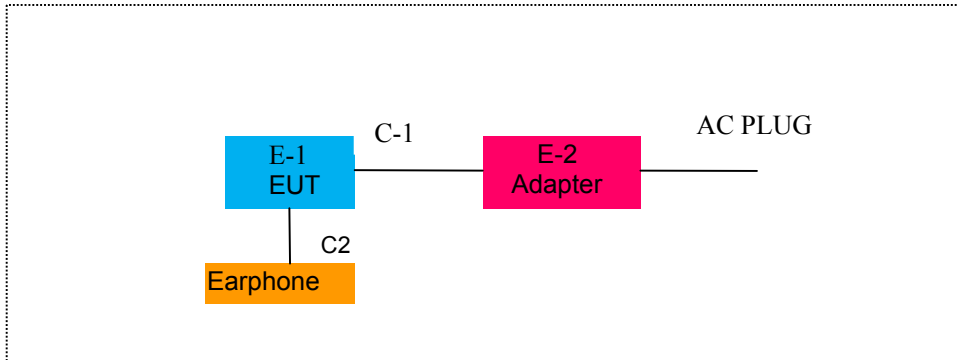 C-1
AC PLUG
E-1
EUT
E-2
Adapter
C2
Earphone